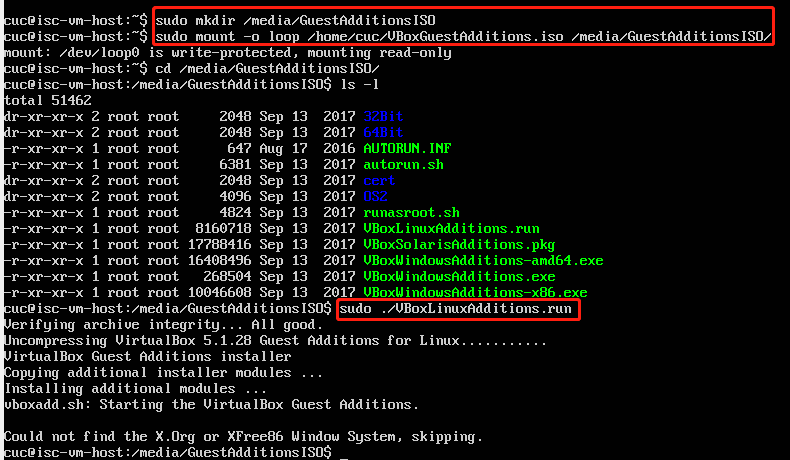 cuc@isc-vm-host:~$ sudo mkdir /media/GuestAdditionsISO
cuc@isc-vm-host:~$ sudo mount -o loop /home/cuc/VBoxGuestAdditions.iso /media/GuestAdditionsISO/
mount: /dev/loop0 is write-protected, mounting read-only
cuc@isc-vm-host:~$ cd /media/GuestAdditionsISO/
cuc@isc-vm-host:/media/GuestAdditionsISO$ ls -l
total 51462
dr-xr-xr-x 2 root root     2048 Sep 13  2017 32Bit
dr-xr-xr-x 2 root root     2048 Sep 13  2017 64Bit
-r-xr-xr-x 1 root root      647 Aug 17  2016 AUTORUN.INF
-r-xr-xr-x 1 root root     6381 Sep 13  2017 autorun.sh
dr-xr-xr-x 2 root root     2048 Sep 13  2017 cert
dr-xr-xr-x 2 root root     4096 Sep 13  2017 OS2
-r-xr-xr-x 1 root root     4824 Sep 13  2017 runasroot.sh
-r-xr-xr-x 1 root root  8160718 Sep 13  2017 VBoxLinuxAdditions.run
-r-xr-xr-x 1 root root 17788416 Sep 13  2017 VBoxSolarisAdditions.pkg
-r-xr-xr-x 1 root root 16408496 Sep 13  2017 VBoxWindowsAdditions-amd64.exe
-r-xr-xr-x 1 root root   268504 Sep 13  2017 VBoxWindowsAdditions.exe
-r-xr-xr-x 1 root root 10046608 Sep 13  2017 VBoxWindowsAdditions-x86.exe
cuc@isc-vm-host:/media/GuestAdditionsISO$ sudo ./VBoxLinuxAdditions.run
Verifying archive integrity... All good.
Uncompressing VirtualBox 5.1.28 Guest Additions for Linux...........
VirtualBox Guest Additions installer
Copying additional installer modules ...
Installing additional modules ...
vboxadd.sh: Starting the VirtualBox Guest Additions.
Could not find the X.Org or XFree86 Window System, skipping.
cuc@isc-vm-host:/media/GuestAdditionsISO$ _